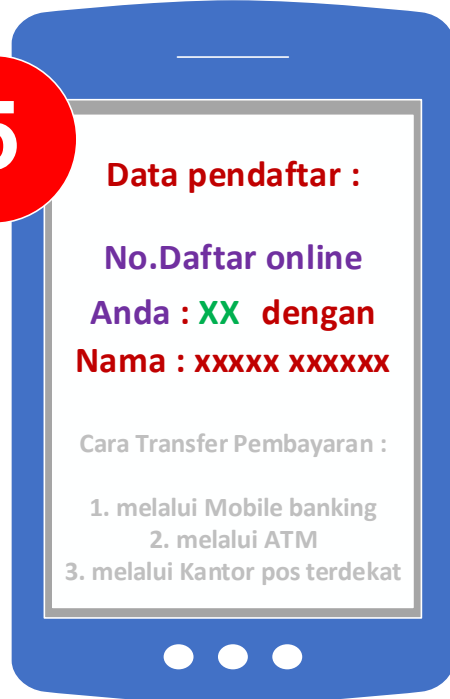 5
Data pendaftar :
No.Daftar online
Anda : XX dengan
Nama : xxxxx xxxxxx
Cara Transfer Pembayaran :
1. melalui Mobile banking
2. melalui ATM
3. melalui Kantor pos terdekat